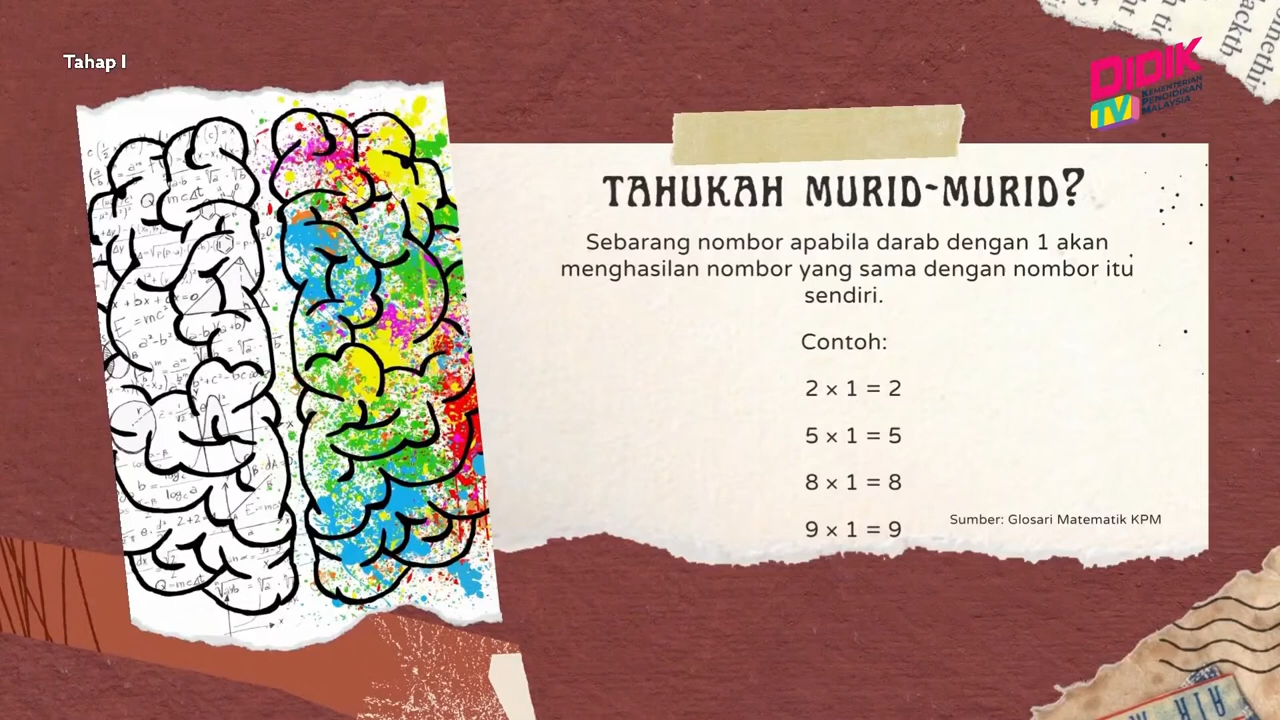 Tahap I
DIDIK
TV
KEMENTERIAN
PENDIDIKAN
MALAYSIA
TAHUKAH MURID-MURID?
Sebarang nombor apabila darab dengan 1 akan
menghasilan nombor yang sama dengan nombor itu
sendiri.
Contoh:
2 × 1 = 2
5 × 1 = 5
8 × 1 = 8
9 × 1 = 9
Sumber: Glosari Matematik KPM